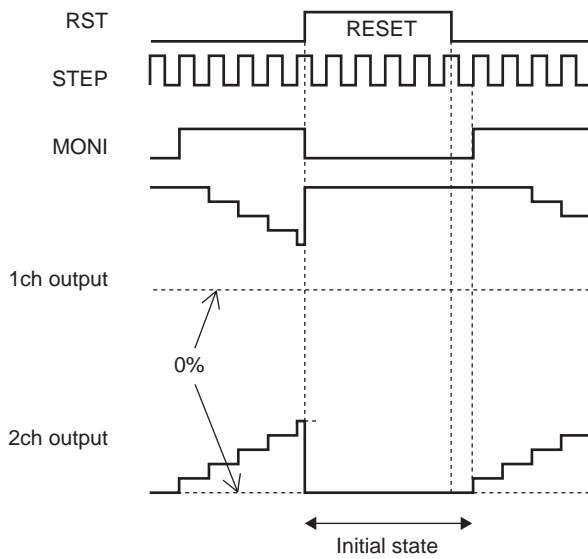 RST
RESET
STEP
MONI
1ch output
0%
2ch output
Initial state